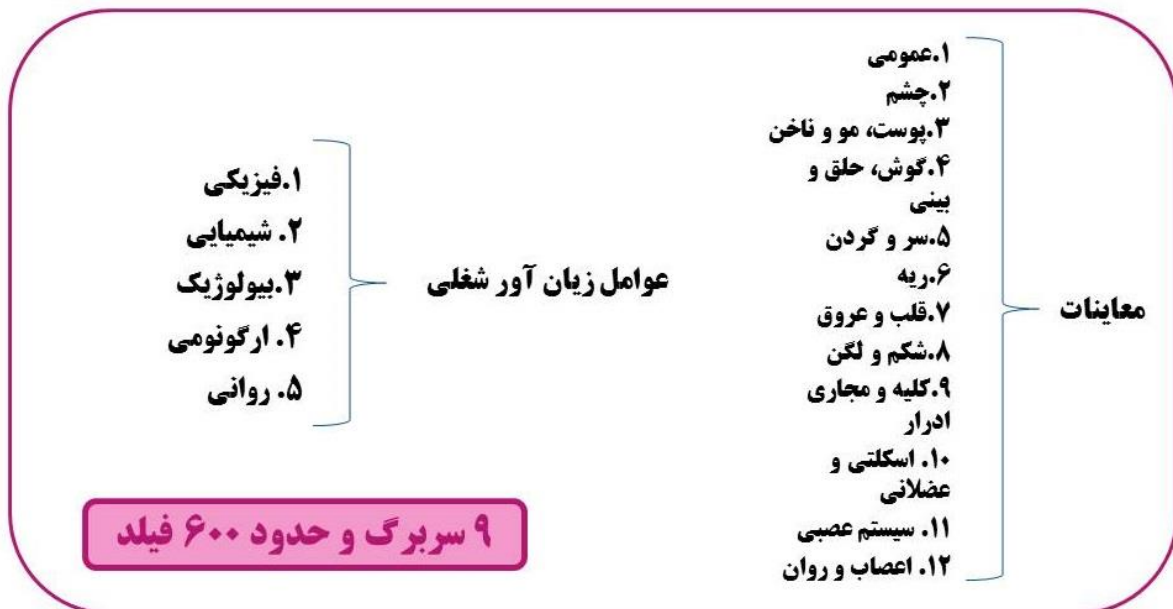 معاینات
۱.عمومی
۲.چشم
۳.پوست، مو و ناخن
۴.گوش، حلق و
بینی
۵.سر و گردن
۶.ریه
۷.قلب و عروق
۸.شکم و لگن
۹.کلیه و مجاری
ادرار
۱۰. اسکلتی و
عضلانی
۱۱. سیستم عصبی
۱۲. اعصاب و روان
عوامل زیان آور شغلی
۱.فیزیکی
۲. شیمیایی
۳.بیولوژیک
۴. ارگونومی
۵. روانی
۹ سربرگ و حدود ۶۰۰ فیلد